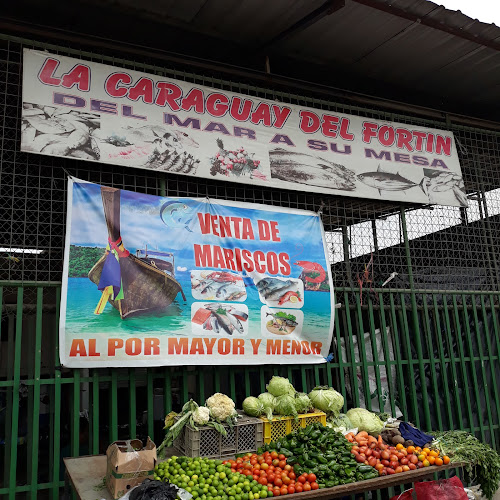 LA CARAGUAY DEL FORTIN
DEL MAR A SU MESA
VENTA DE
MARISCOS
AL POR MAYOR Y MENOR